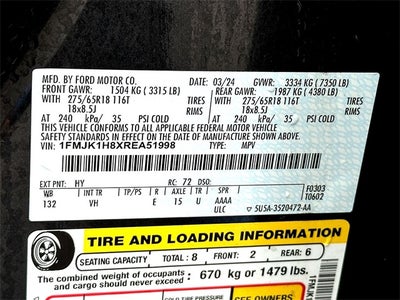 MFD. BY FORD MOTOR CO.
03/24 GVWR: 3334 KG ( 7350 LB)
FRONT GAWR: 1504 KG ( 3315 LB)
REAR GAWR: 1987 KG ( 4380 LB)
WITH 275/65R18 116T TIRES
18x8.5J RIMS
AT 240 kPa/ 35 PSI COLD
WITH 275/65R18 116T TIRES
18x8.5J RIMS
AT 240 kPa/ 35 PSI COLD
THIS VEHICLE CONFORMS TO ALL APPLICABLE FEDERAL MOTOR VEHICLE
SAFETY STANDARDS IN EFFECT ON THE DATE OF MANUFACTURE SHOWN ABOVE.
VIN: 1FMJK1H8XREA51998 TYPE: MPV
EXT PNT: HY RC: 72 DSO:
WB INT TR TP/PS R AXLE TR SPR
132 VH E 15 U AAAA
ULC
F0303
T0602
5U5A-3520472-AA
TIRE AND LOADING INFORMATION
SEATING CAPACITY TOTAL : 8 FRONT : 2 REAR : 6
The combined weight of occupants and cargo should never exceed : 670 kg or 1479 lbs.
SEE OWNERS